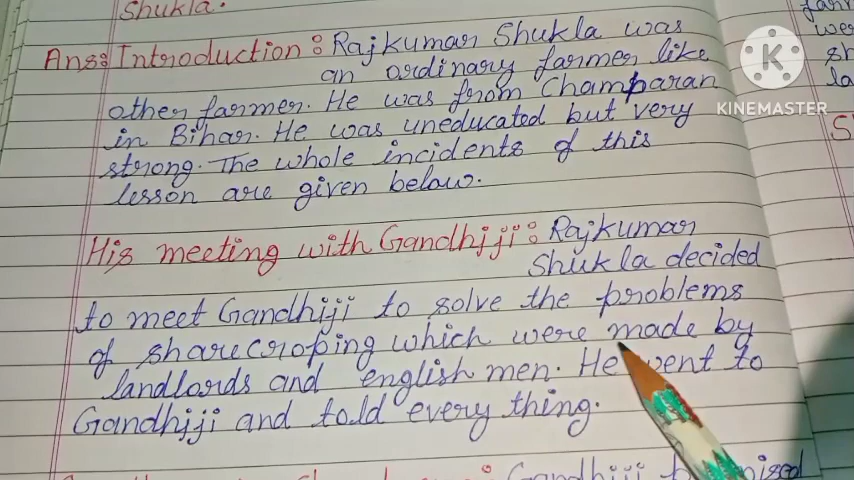 Shukla.
Ans: Introduction: Rajkumar Shukla was
an ordinary farmer like
other farmer. He was from Champaran
in Bihar. He was uneducated but very
strong. The whole incidents of this
lesson are given below.
His meeting with Gandhiji: Rajkumar
Shukla decided
to meet Gandhiji to solve the problems
of sharecroping which were made by
landlords and english men. He went to
Gandhiji and told every thing.
Gandhiji
K
KINEMASTER